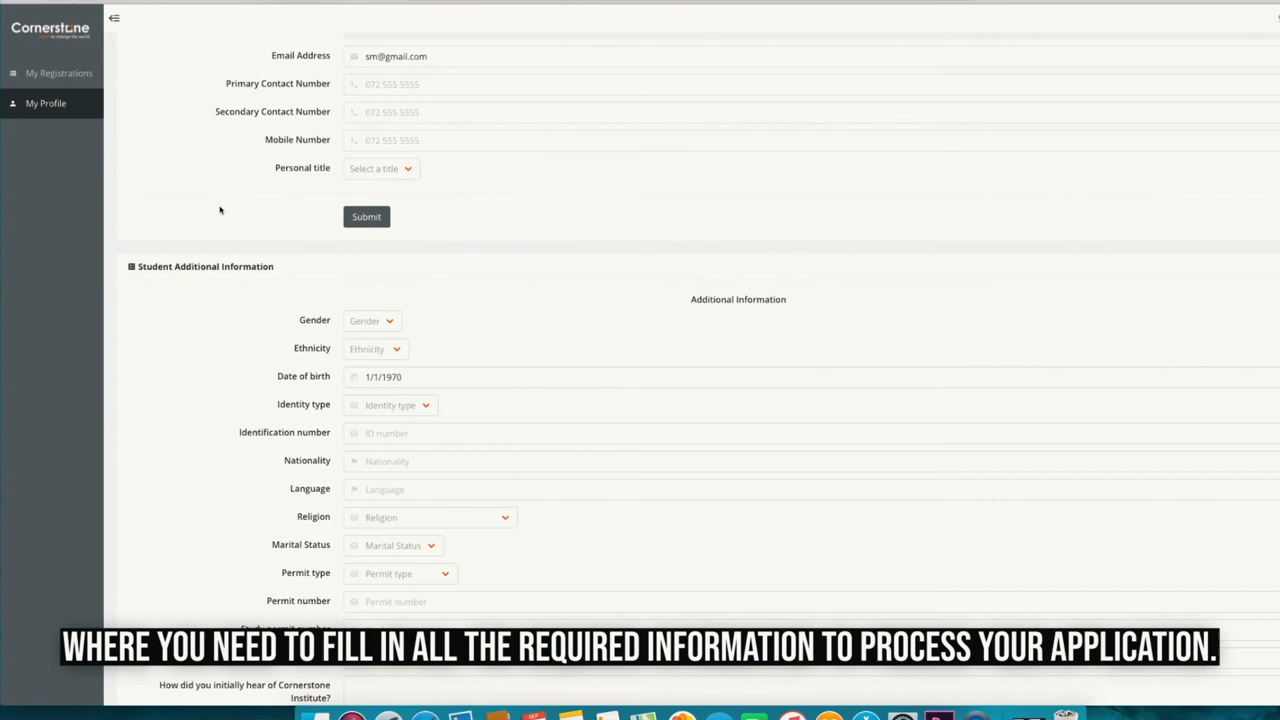 Cornerstone
to change the world
My Registrations
My Profile
Email Address
sm@gmail.com
Primary Contact Number
072 555 5555
Secondary Contact Number
072 555 5555
Mobile Number
072 555 5555
Personal title
Select a title
Submit
Student Additional Information
Additional Information
Gender
Gender
Ethnicity
Ethnicity
Date of birth
1/1/1970
Identity type
Identity type
Identification number
ID number
Nationality
Nationality
Language
Language
Religion
Religion
Marital Status
Marital Status
Permit type
Permit type
Permit number
Permit number
WHERE YOU NEED TO FILL IN ALL THE REQUIRED INFORMATION TO PROCESS YOUR APPLICATION.
How did you initially hear of Cornerstone
Institute?